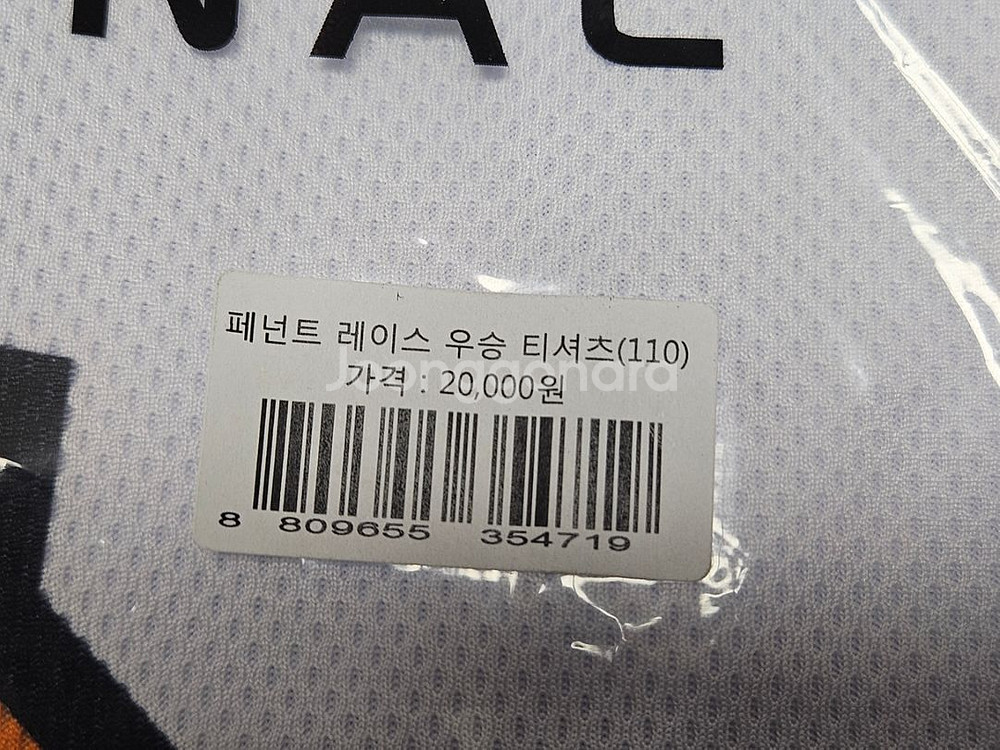 NAL
페넌트 레이스 우승 티셔츠(110)
가격 : 20,000원
Joonggonara
8 809655 354719